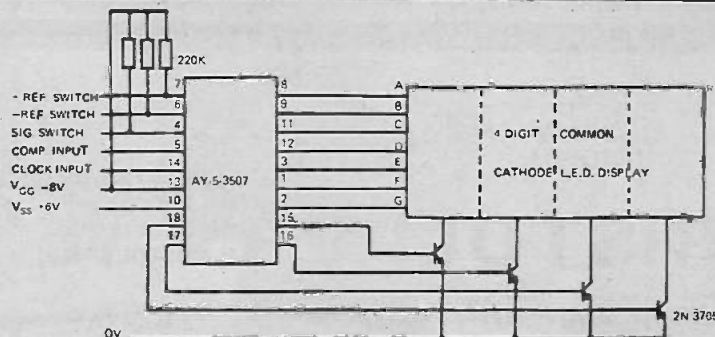 220K
- REF SWITCH
-REF SWITCH
SIG SWITCH
COMP INPUT
CLOCK INPUT
VGG -8V
VSS +6V
7
6
4
5
14
13
10
18
17
AY-5-3507
8
9
11
12
3
1
2
15
16
A
B
C
D
E
F
G
4 DIGIT COMMON
CATHODE L.E.D. DISPLAY
2N 3705
0V